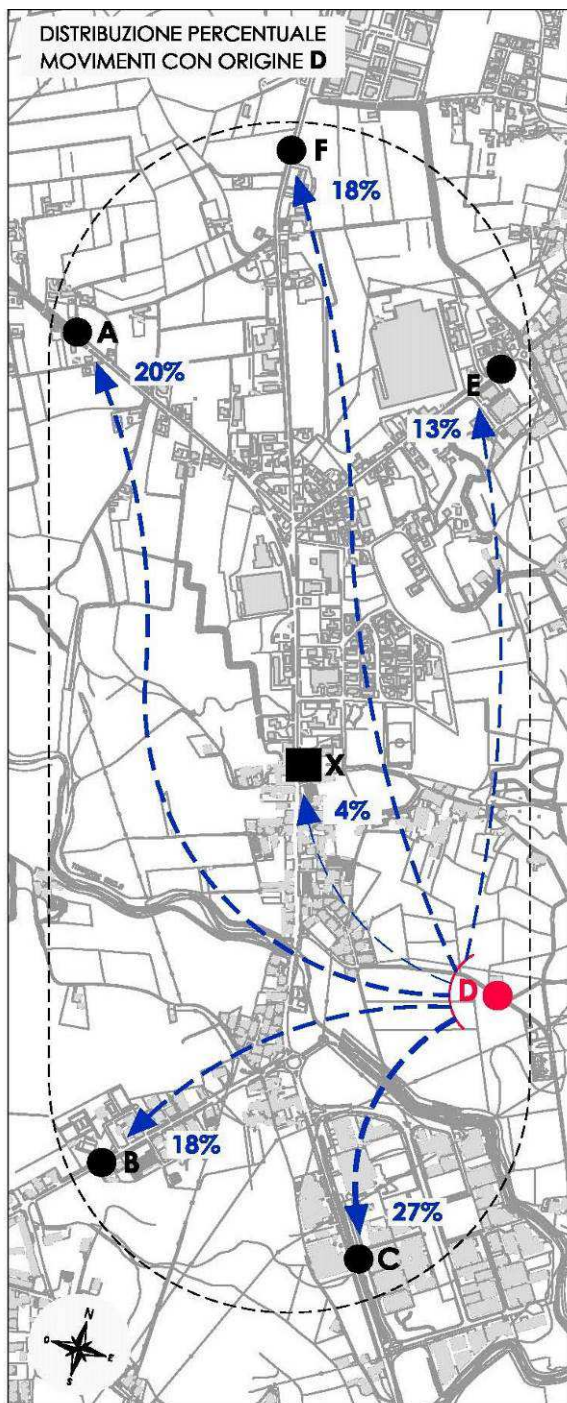 DISTRIBUZIONE PERCENTUALE
MOVIMENTI CON ORIGINE D
F
18%
A
20%
E
13%
X
4%
D
B
18%
C
27%
N
O
E
S